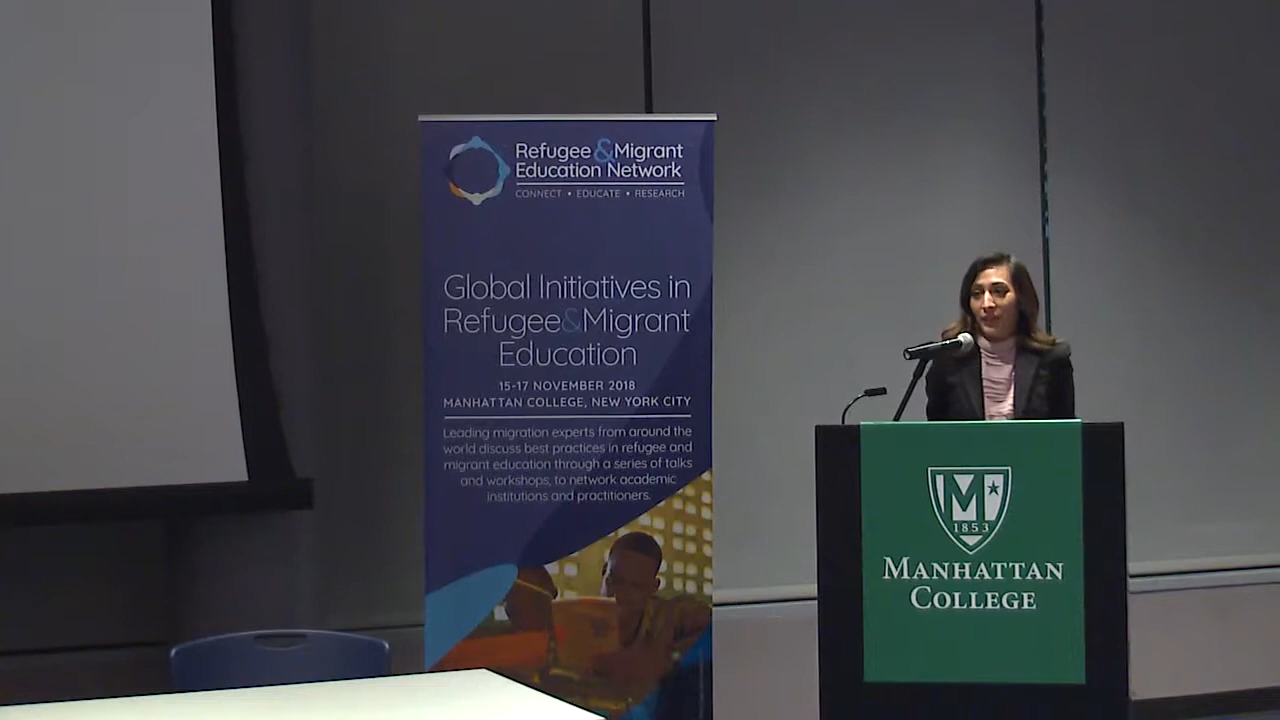 Refugee & Migrant
Education Network
CONNECT • EDUCATE • RESEARCH
Global Initiatives in
Refugee & Migrant
Education
15-17 NOVEMBER 2018
MANHATTAN COLLEGE, NEW YORK CITY
Leading migration experts from around the
world discuss best practices in refugee and
migrant education through a series of talks
and workshops, to network academic
institutions and practitioners.
M
1853
MANHATTAN
COLLEGE